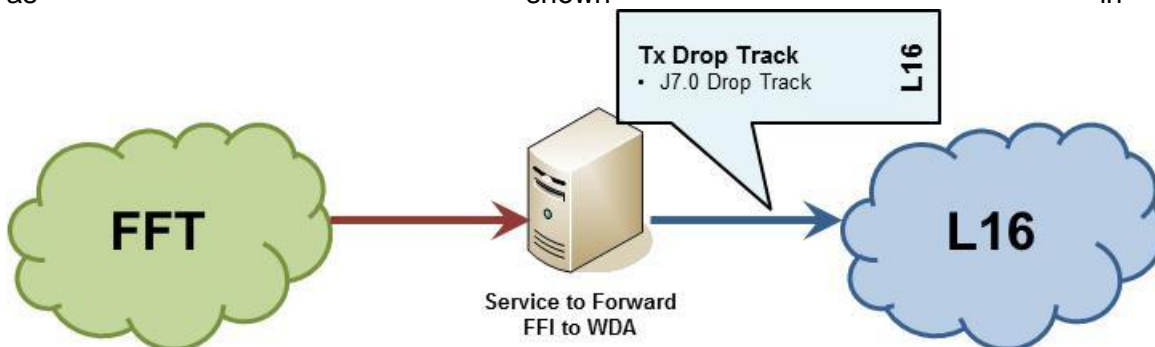 as shown in
Tx Drop Track
• J7.0 Drop Track
L16
FFT
L16
Service to Forward
FFI to WDA